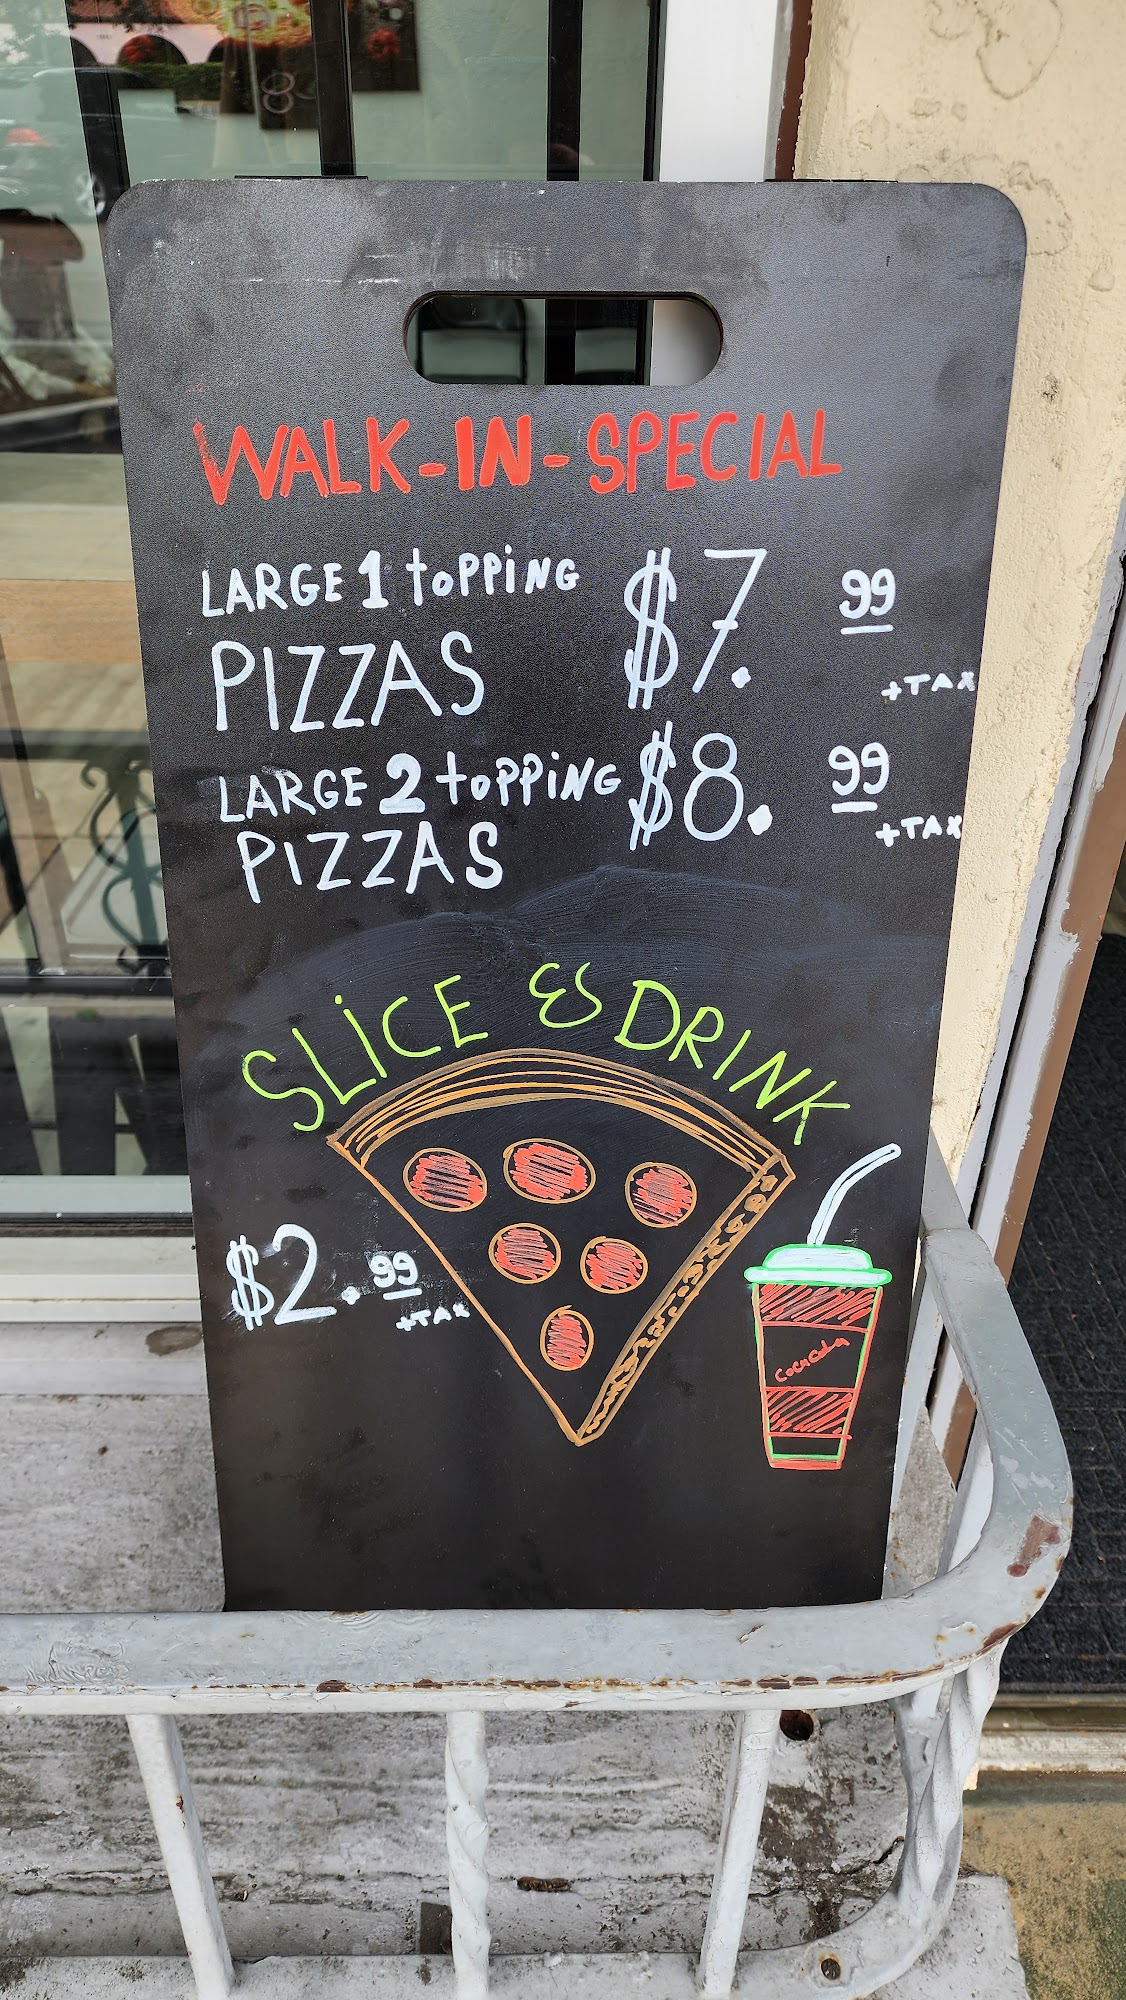 WALK-IN-SPECIAL
LARGE 1 toPPiNG $7. 99
PIZZAS +TAX
LARGE 2 toPPiNG $8. 99
PIZZAS +TAX
SLiCE & DRINK
$2. 99
+TAX
CocaCola